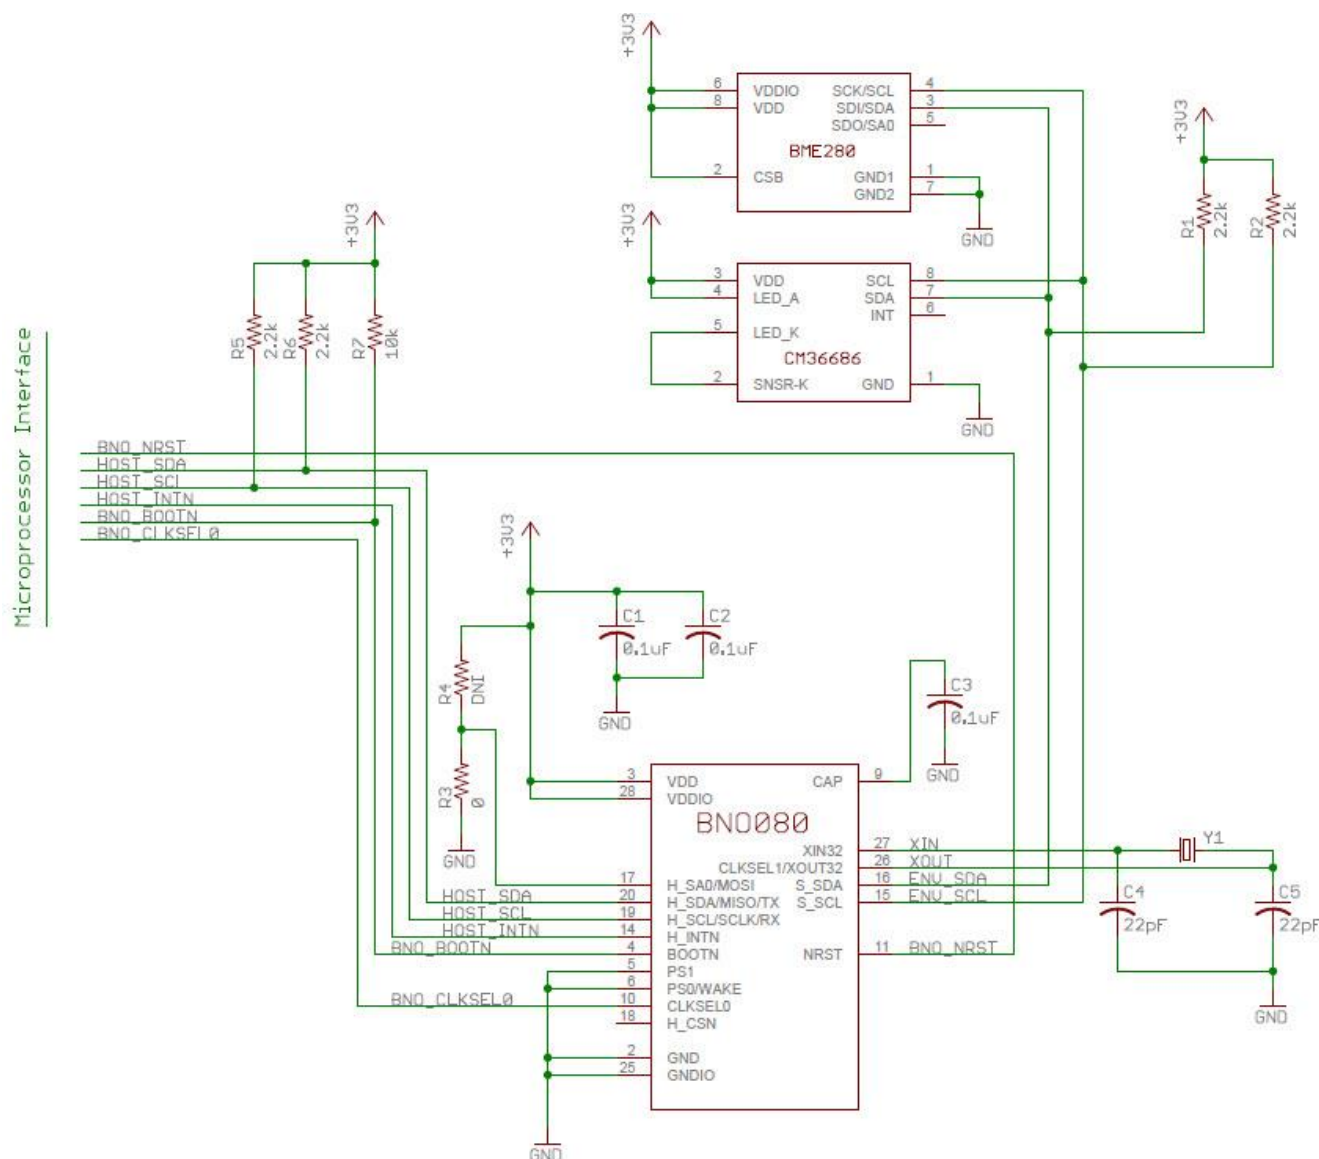 +3V3
6 VDDIO SCK/SCL 4
8 VDD SDI/SDA 3
SDO/SA0 5
BME280
2 CSB GND1 1
GND2 7
GND
+3V3
R1 2.2k
R2 2.2k
+3V3
3 VDD SCL 8
4 LED_A SDA 7
INT 6
5 LED_K
CM36686
2 SNSR-K GND 1
GND
+3V3
R5 2.2k
R6 2.2k
R7 10k
Microprocessor Interface
BNO_NRST
HOST_SDA
HOST_SCL
HOST_INTN
BNO_BOOTN
BNO_CLKSEL0
+3V3
C1
0.1uF
C2
0.1uF
GND
R4 DNI
R3 0
GND
C3
0.1uF
GND
3 VDD CAP 9
28 VDDIO
BNO080
XIN32 27 XIN
CLKSEL1/XOUT32 26 XOUT
17 H_SA0/MOSI S_SDA 16 ENV_SDA
HOST_SDA 20 H_SDA/MISO/TX S_SCL 15 ENV_SCL
HOST_SCL 19 H_SCL/SCLK/RX
HOST_INTN 14 H_INTN
BNO_BOOTN 4 BOOTN NRST 11 BNO_NRST
5 PS1
6 PS0/WAKE
BNO_CLKSEL0 10 CLKSEL0
18 H_CSN
2 GND
25 GNDIO
GND
Y1
C4
22pF
C5
22pF
GND